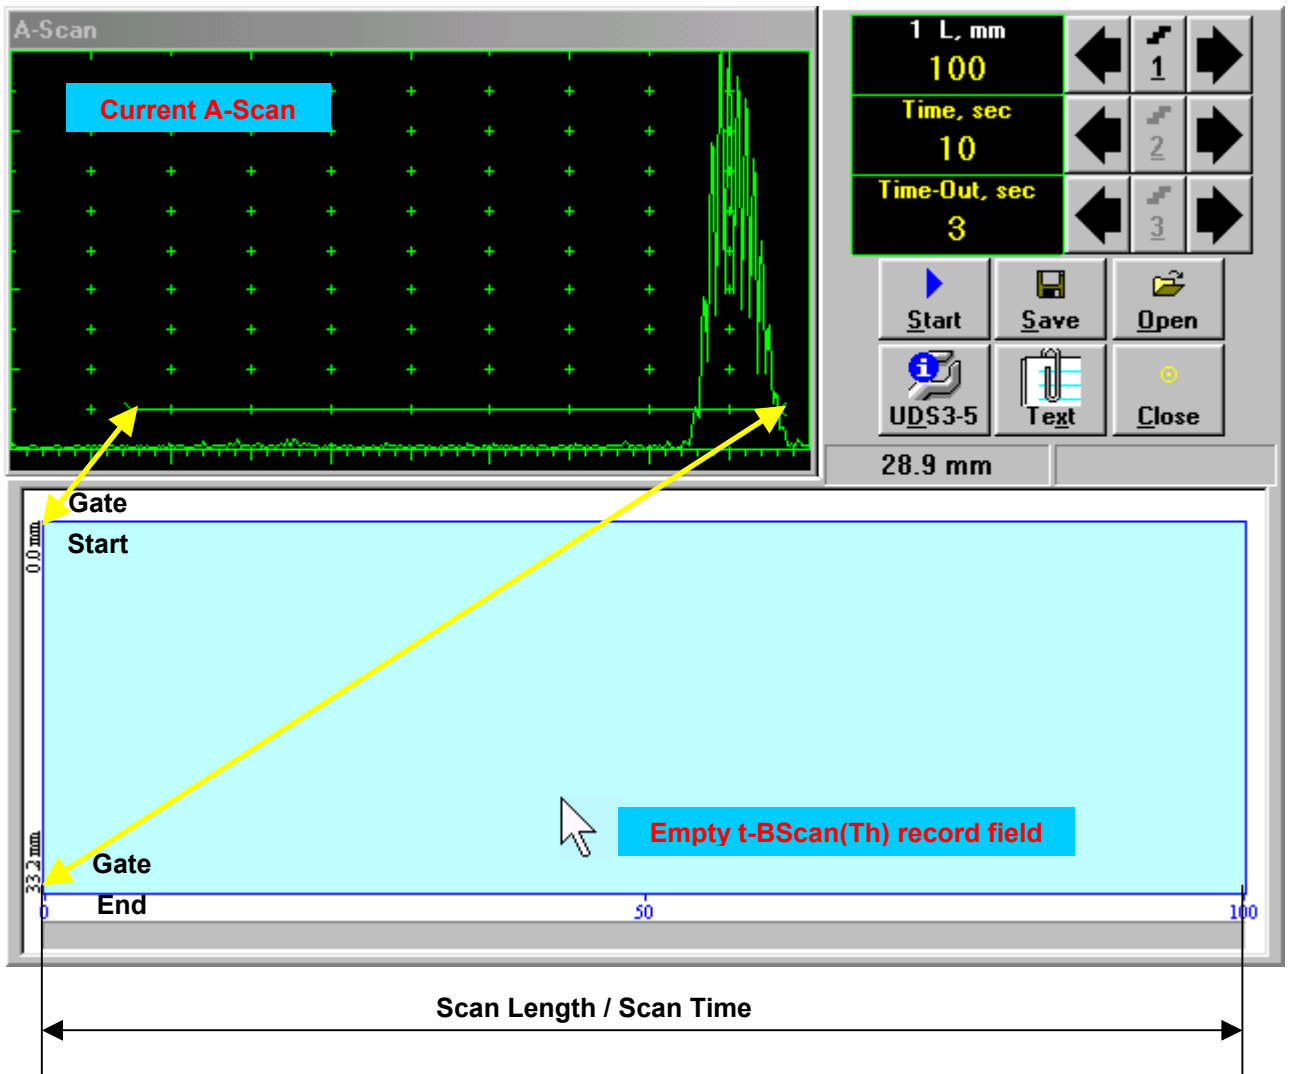 A-Scan
Current A-Scan
1 L, mm
100
1
Time, sec
10
2
Time-Out, sec
3
3
Start
Save
Open
UDS3-5
Text
Close
28.9 mm
Gate
Start
0.0 mm
33.2 mm
Gate
End
Empty t-BScan(Th) record field
0
50
100
Scan Length / Scan Time